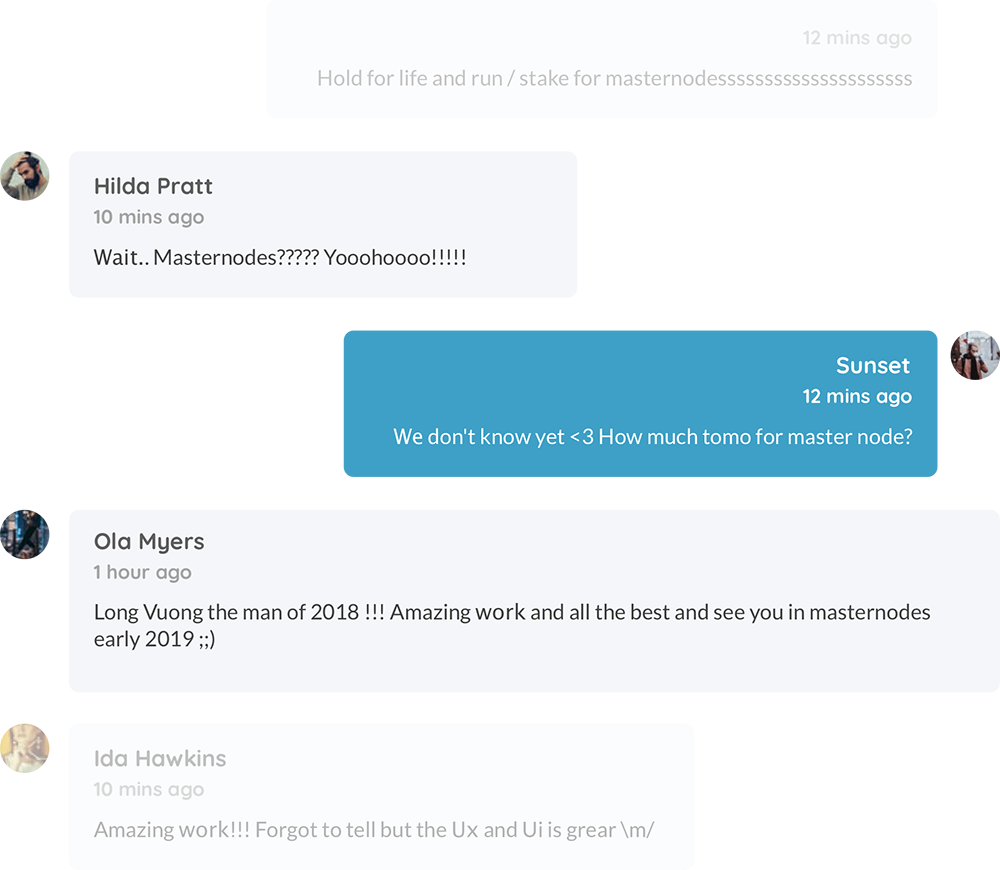 12 mins ago
Hold for life and run / stake for masternodesssssssssssssssssssss
Hilda Pratt
10 mins ago
Wait.. Masternodes????? Yooohoooo!!!!!
Sunset
12 mins ago
We don't know yet <3 How much tomo for master node?
Ola Myers
1 hour ago
Long Vuong the man of 2018 !!! Amazing work and all the best and see you in masternodes
early 2019 ;;)
Ida Hawkins
10 mins ago
Amazing work!!! Forgot to tell but the Ux and Ui is grear \m/